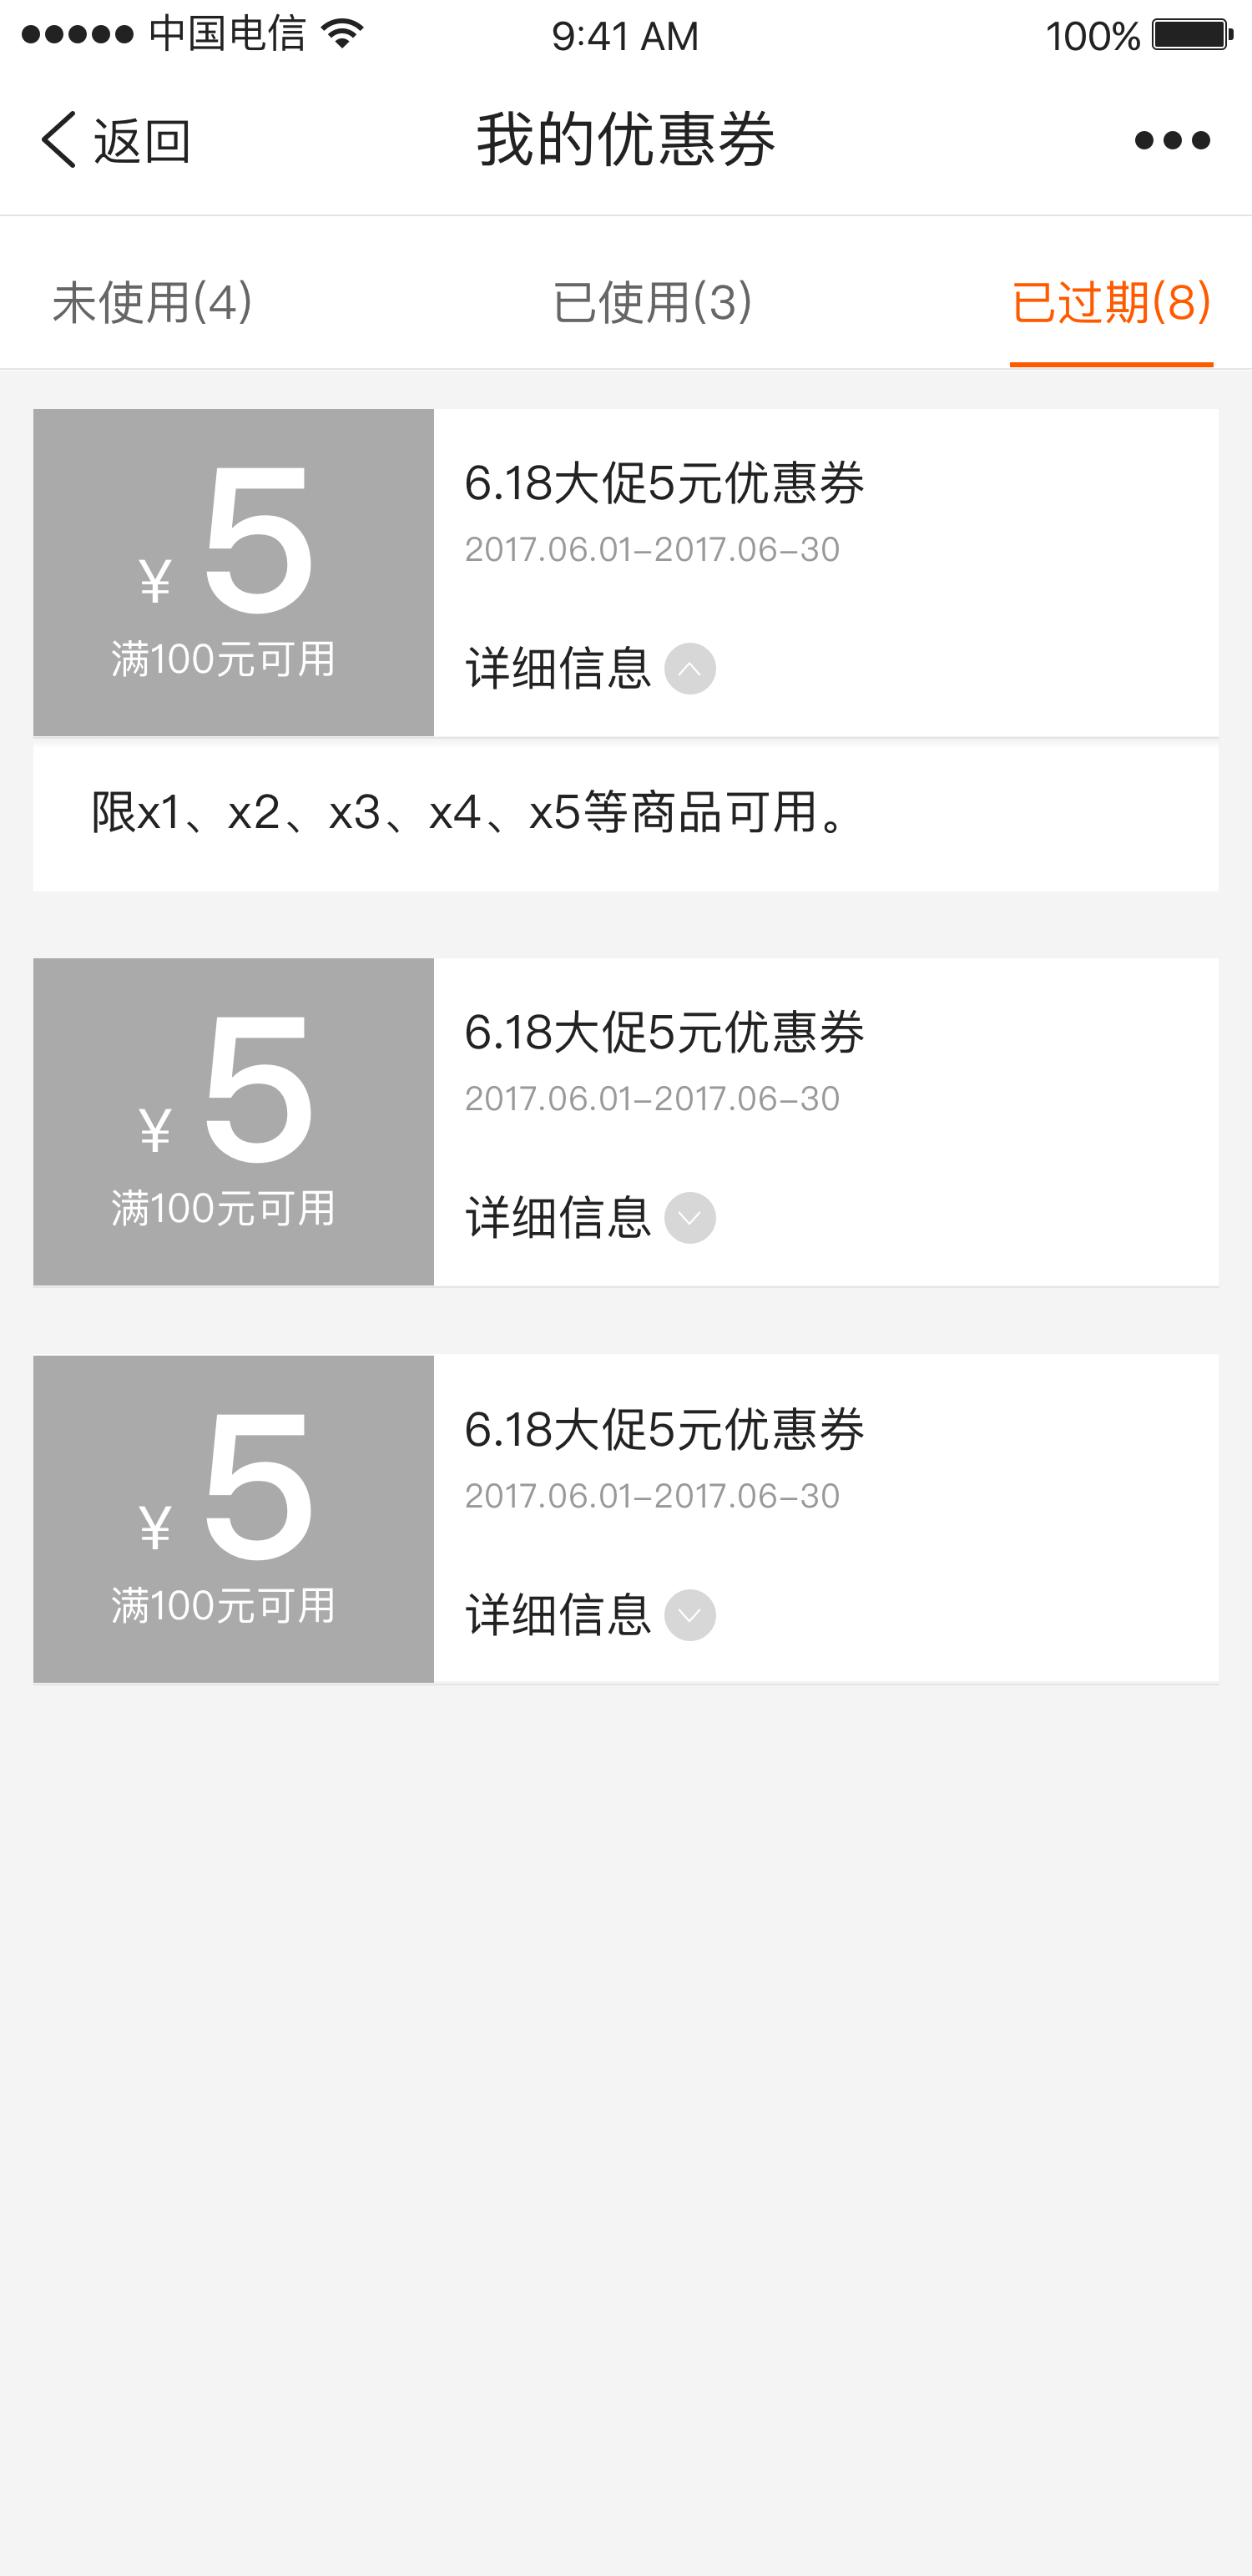 中国电信 9:41 AM 100%
返回 我的优惠券
未使用(4) 已使用(3) 已过期(8)
¥ 5
满100元可用
6.18大促5元优惠券
2017.06.01-2017.06-30
详细信息
限x1、x2、x3、x4、x5等商品可用。
¥ 5
满100元可用
6.18大促5元优惠券
2017.06.01-2017.06-30
详细信息
¥ 5
满100元可用
6.18大促5元优惠券
2017.06.01-2017.06-30
详细信息